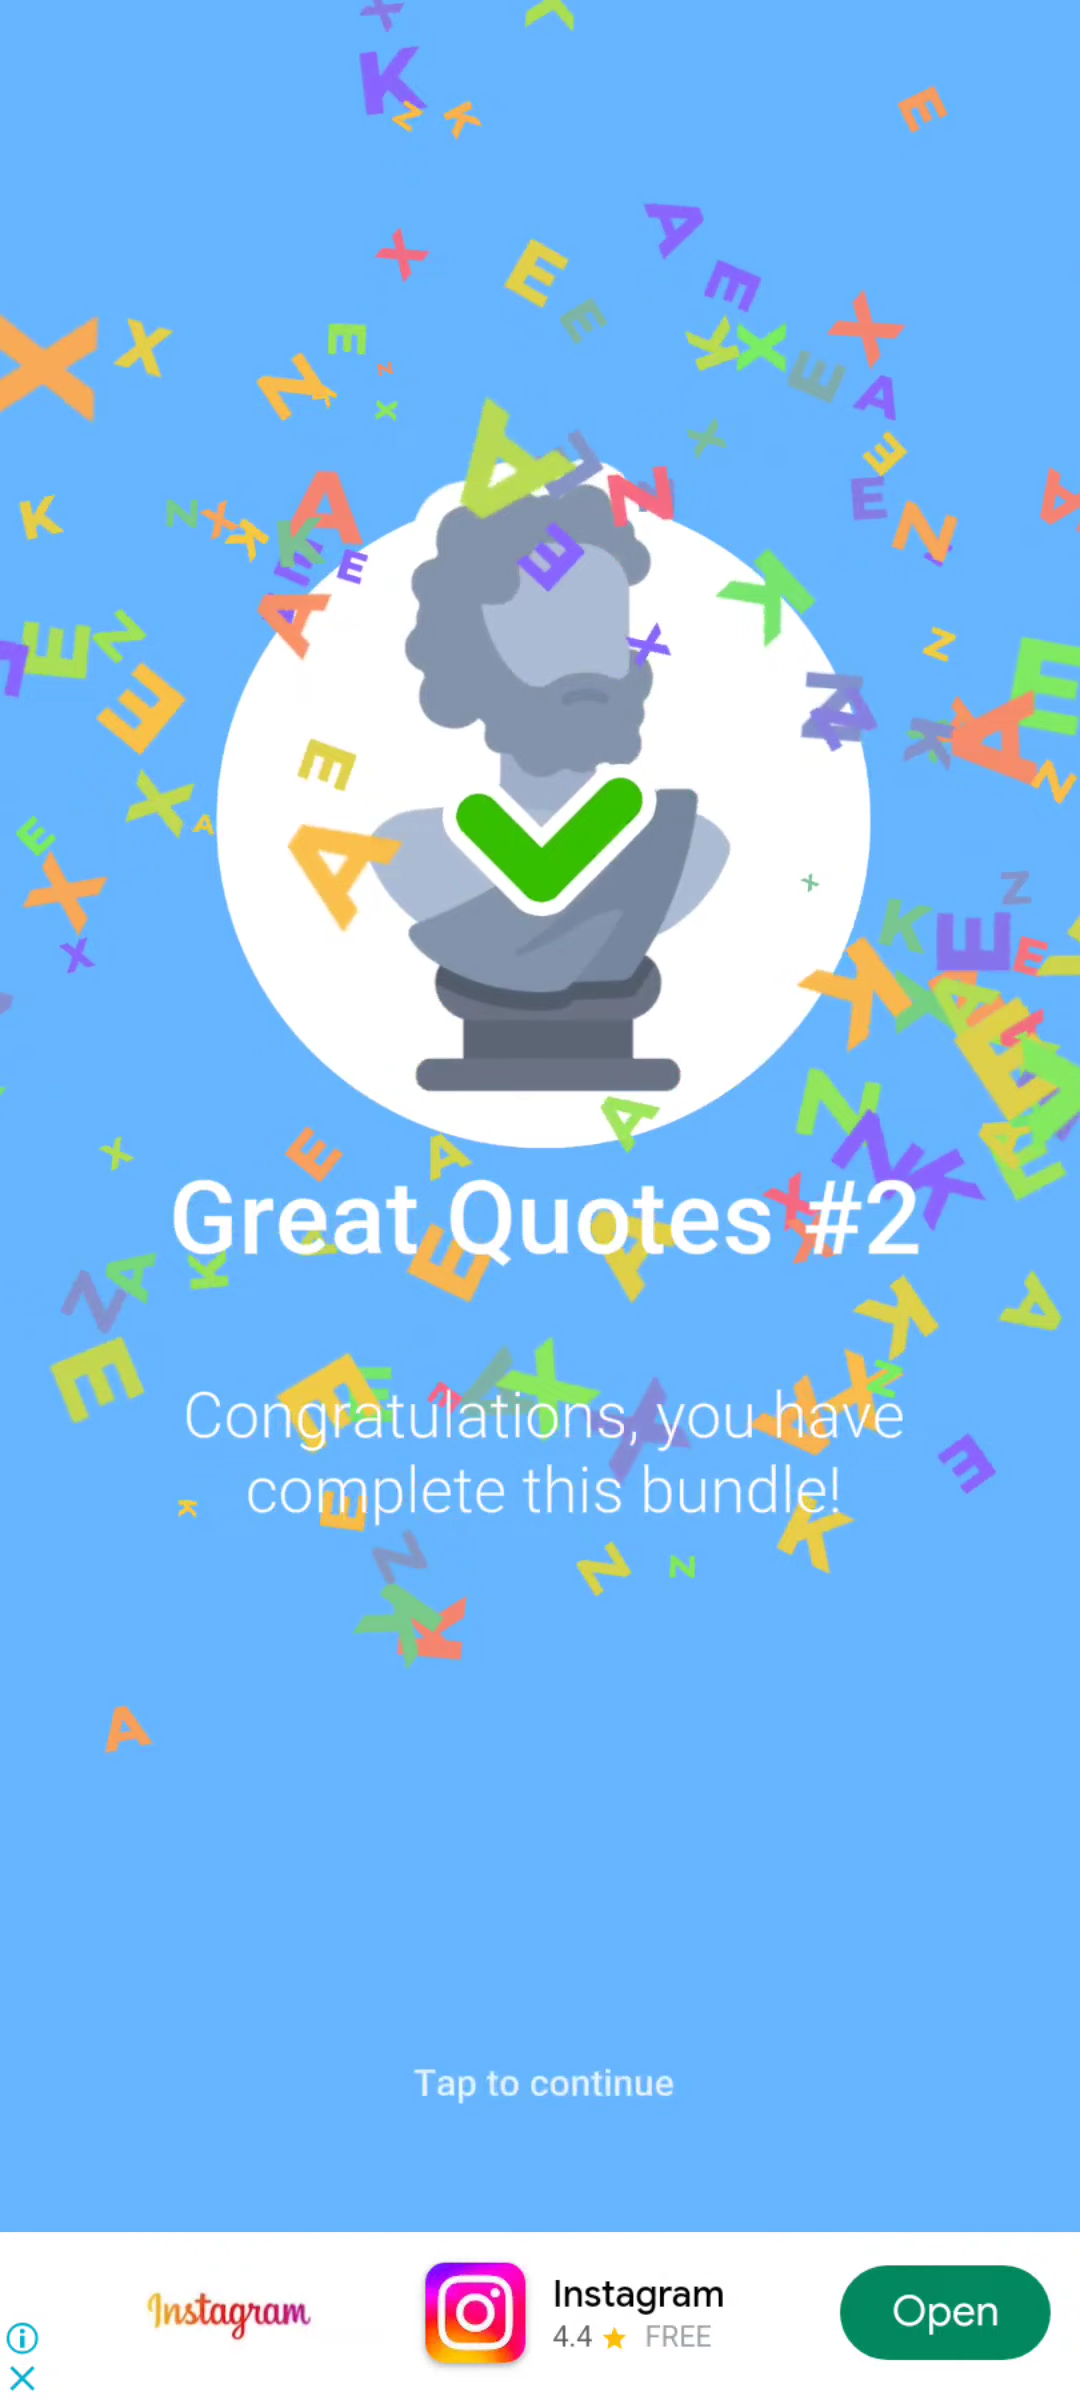 Great Quotes #2
Congratulations, you have
complete this bundle!
Tap to continue
Instagram
Instagram
4.4 ★ FREE
Open